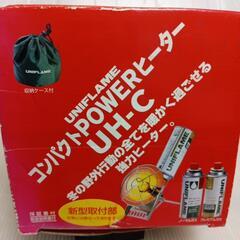 UNIFLAME
収納ケース付
UNIFLAME
コンパクトPOWERヒーター
UH-C
冬の野外行動の全てを暖かく過ごせる
強力ヒーター。
UNIFLAME
新型取付部